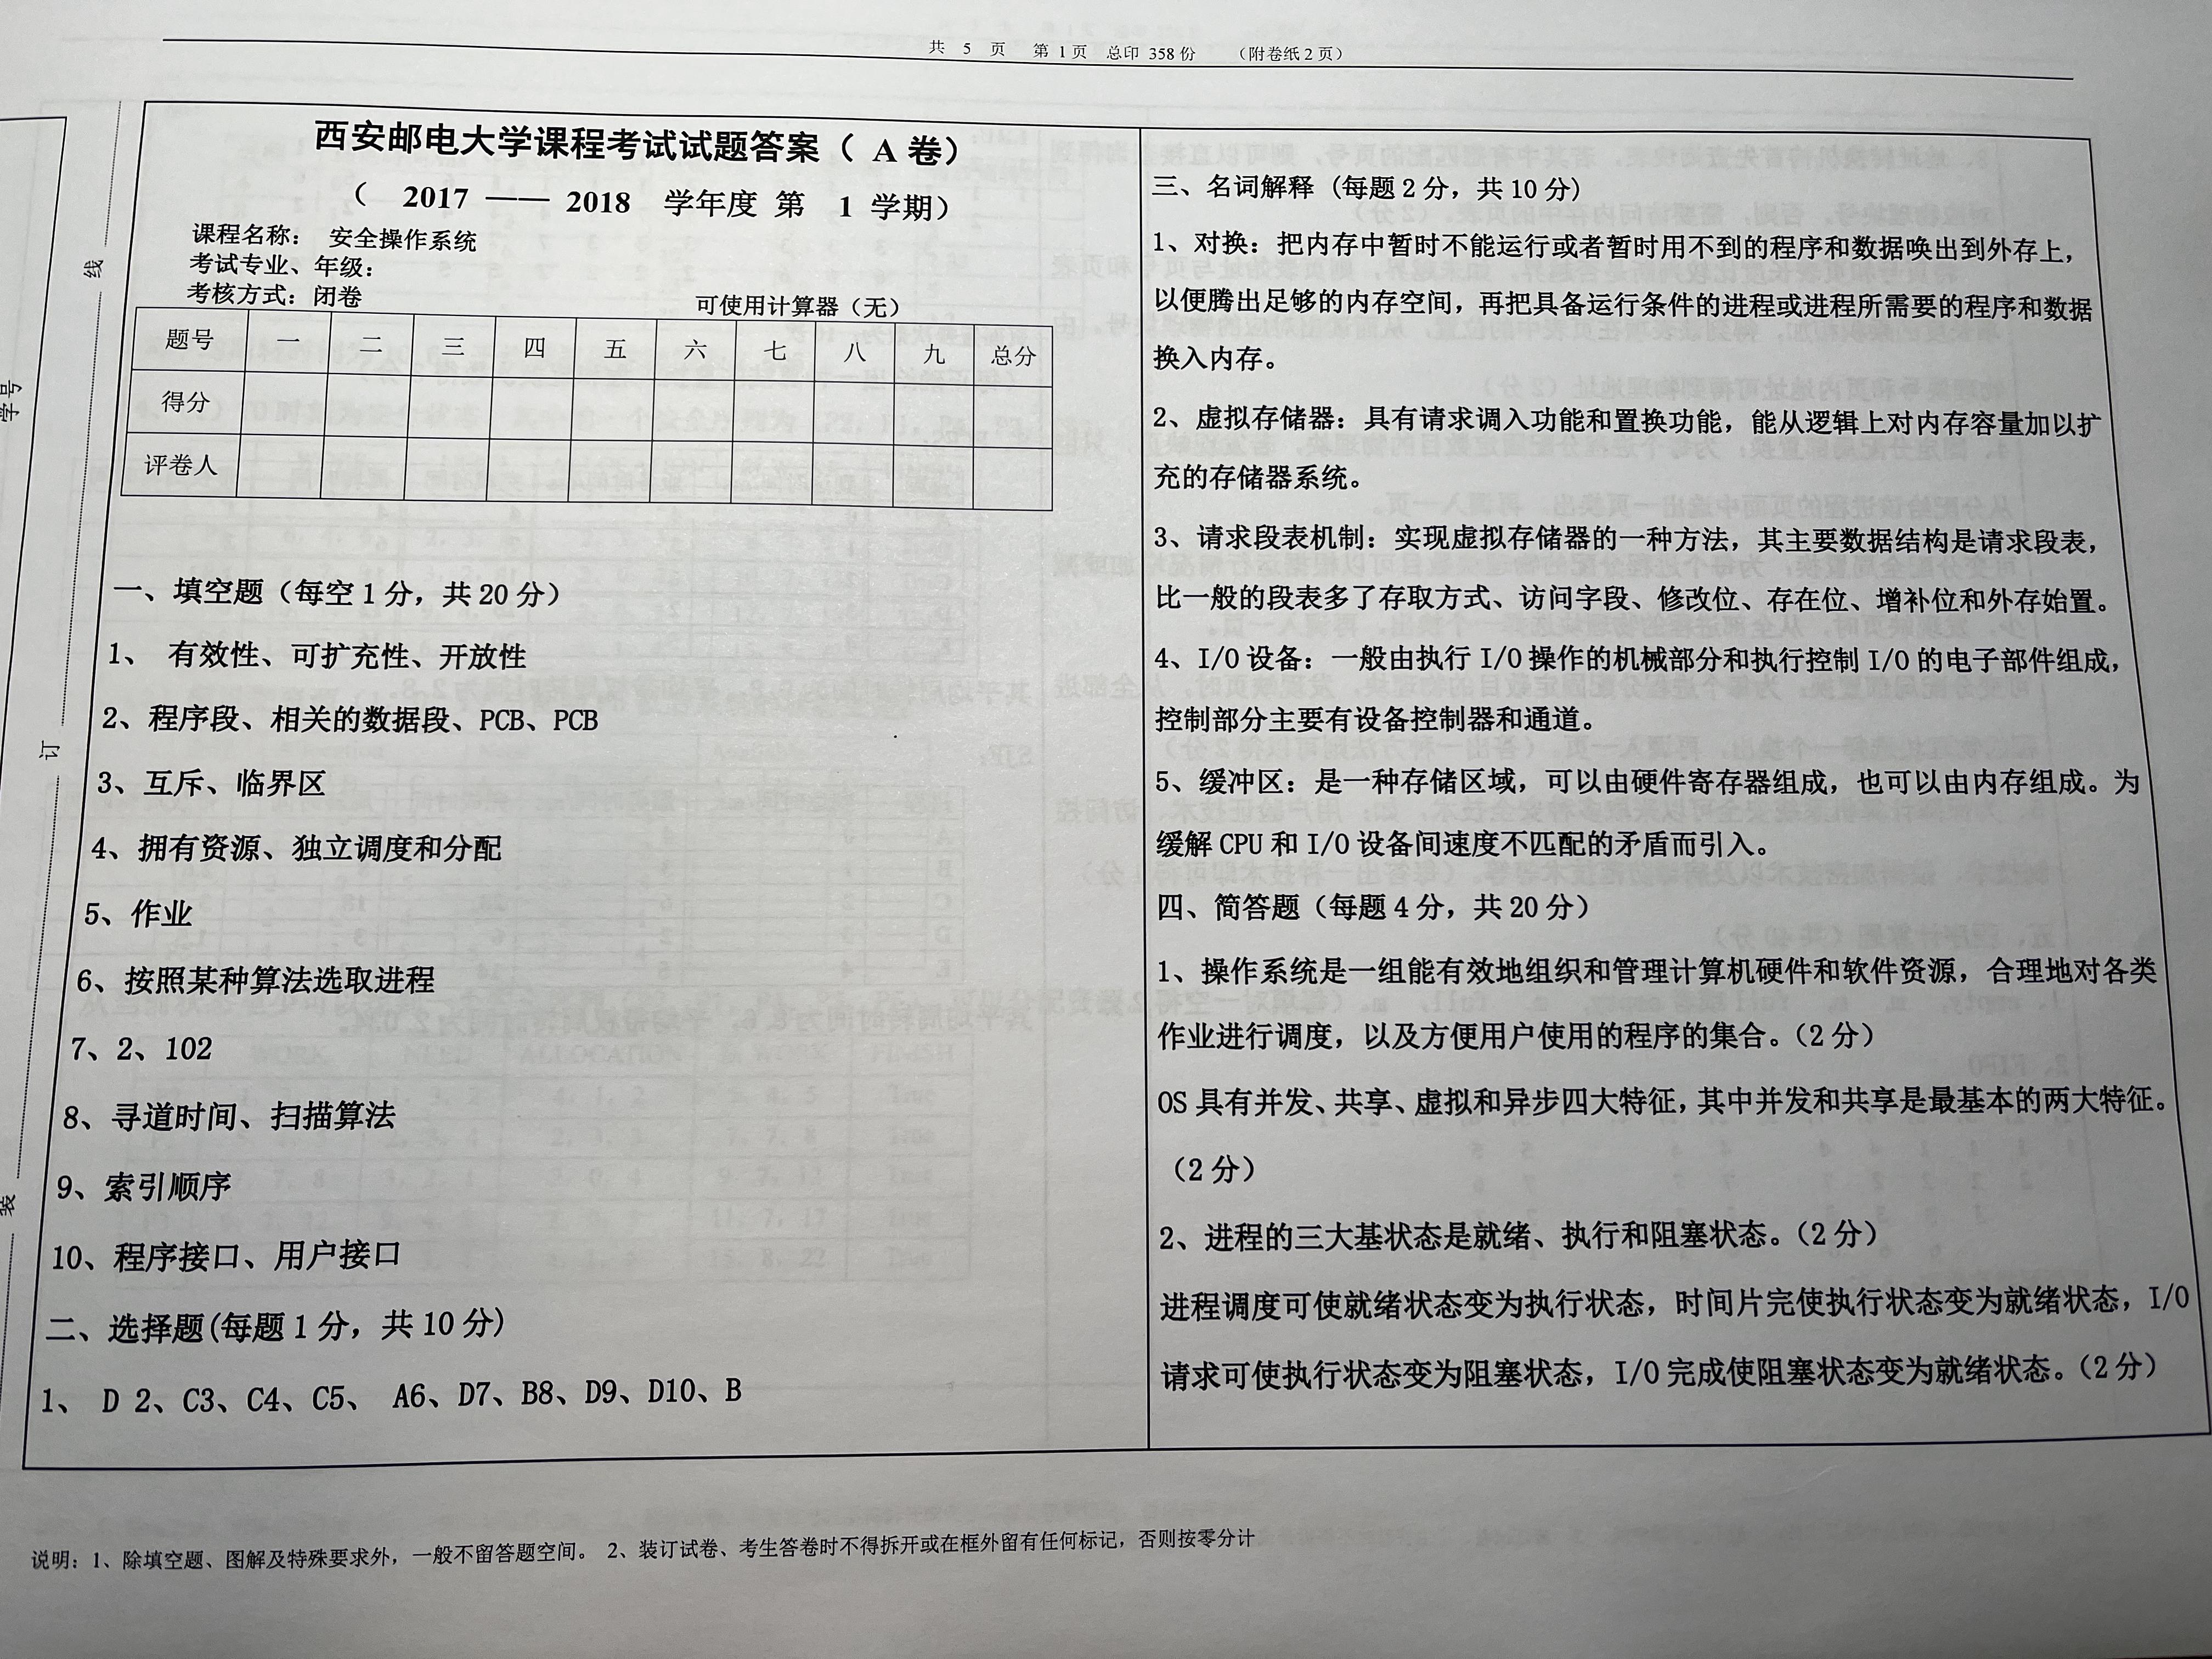 共 5 页 第 1 页 总印 358 份 （附卷纸 2 页）
西安邮电大学课程考试试题答案（ A 卷）
（ 2017 —— 2018 学年度 第 1 学期）
课程名称： 安全操作系统
考试专业、年级：
考核方式：闭卷 可使用计算器（无）
题号 一 二 三 四 五 六 七 八 九 总分
得分
评卷人
一、填空题（每空 1 分，共 20 分）
1、 有效性、可扩充性、开放性
2、程序段、相关的数据段、PCB、PCB
3、互斥、临界区
4、拥有资源、独立调度和分配
5、作业
6、按照某种算法选取进程
7、2、102
8、寻道时间、扫描算法
9、索引顺序
10、程序接口、用户接口
二、选择题(每题 1 分，共 10 分)
1、 D 2、C3、C4、C5、 A6、D7、B8、D9、D10、B
三、名词解释 (每题 2 分，共 10 分)
1、对换：把内存中暂时不能运行或者暂时用不到的程序和数据唤出到外存上，
以便腾出足够的内存空间，再把具备运行条件的进程或进程所需要的程序和数据
换入内存。
2、虚拟存储器：具有请求调入功能和置换功能，能从逻辑上对内存容量加以扩
充的存储器系统。
3、请求段表机制：实现虚拟存储器的一种方法，其主要数据结构是请求段表，
比一般的段表多了存取方式、访问字段、修改位、存在位、增补位和外存始置。
4、I/O 设备：一般由执行 I/O 操作的机械部分和执行控制 I/O 的电子部件组成，
控制部分主要有设备控制器和通道。
5、缓冲区：是一种存储区域，可以由硬件寄存器组成，也可以由内存组成。为
缓解 CPU 和 I/O 设备间速度不匹配的矛盾而引入。
四、简答题（每题 4 分，共 20 分）
1、操作系统是一组能有效地组织和管理计算机硬件和软件资源，合理地对各类
作业进行调度，以及方便用户使用的程序的集合。（2 分）
OS 具有并发、共享、虚拟和异步四大特征，其中并发和共享是最基本的两大特征。
（2 分）
2、进程的三大基状态是就绪、执行和阻塞状态。（2 分）
进程调度可使就绪状态变为执行状态，时间片完使执行状态变为就绪状态，I/O
请求可使执行状态变为阻塞状态，I/O 完成使阻塞状态变为就绪状态。（2 分）
说明：1、除填空题、图解及特殊要求外，一般不留答题空间。 2、装订试卷、考生答卷时不得拆开或在框外留有任何标记，否则按零分计
学号
线
订
装